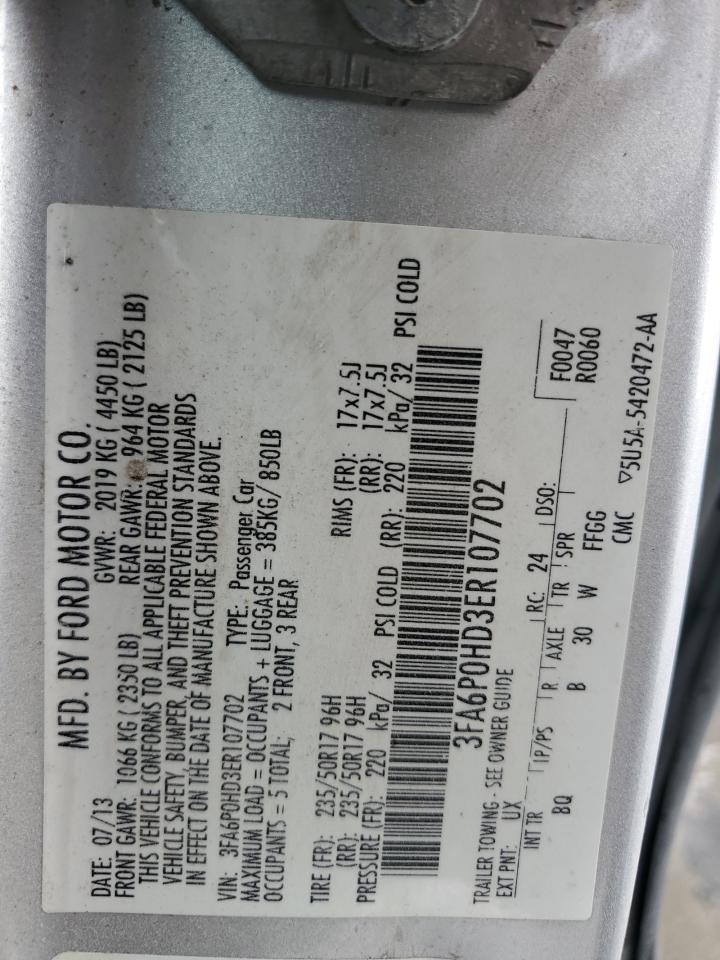 MFD. BY FORD MOTOR CO.
DATE: 07/13 GVWR: 2019 KG ( 4450 LB)
FRONT GAWR: 1066 KG ( 2350 LB) REAR GAWR: 964 KG ( 2125 LB)
THIS VEHICLE CONFORMS TO ALL APPLICABLE FEDERAL MOTOR
VEHICLE SAFETY, BUMPER, AND THEFT PREVENTION STANDARDS
IN EFFECT ON THE DATE OF MANUFACTURE SHOWN ABOVE.
VIN: 3FA6P0HD3ER107702 TYPE: Passenger Car
MAXIMUM LOAD = OCCUPANTS + LUGGAGE = 385KG/ 850LB
OCCUPANTS = 5 TOTAL; 2 FRONT, 3 REAR
TIRE (FR): 235/50R17 96H RIMS (FR): 17x7.5J
(RR): 235/50R17 96H (RR): 17x7.5J
PRESSURE (FR): 220 kPa/ 32 PSI COLD (RR): 220 kPa/ 32 PSI COLD
3FA6P0HD3ER107702
TRAILER TOWING - SEE OWNER GUIDE
EXT PNT: UX RC: 24 DSO: F0047
INT TR IP/PS R AXLE TR SPR R0060
BQ B 30 W FFGG
CMC ▽5U5A-5420472-AA